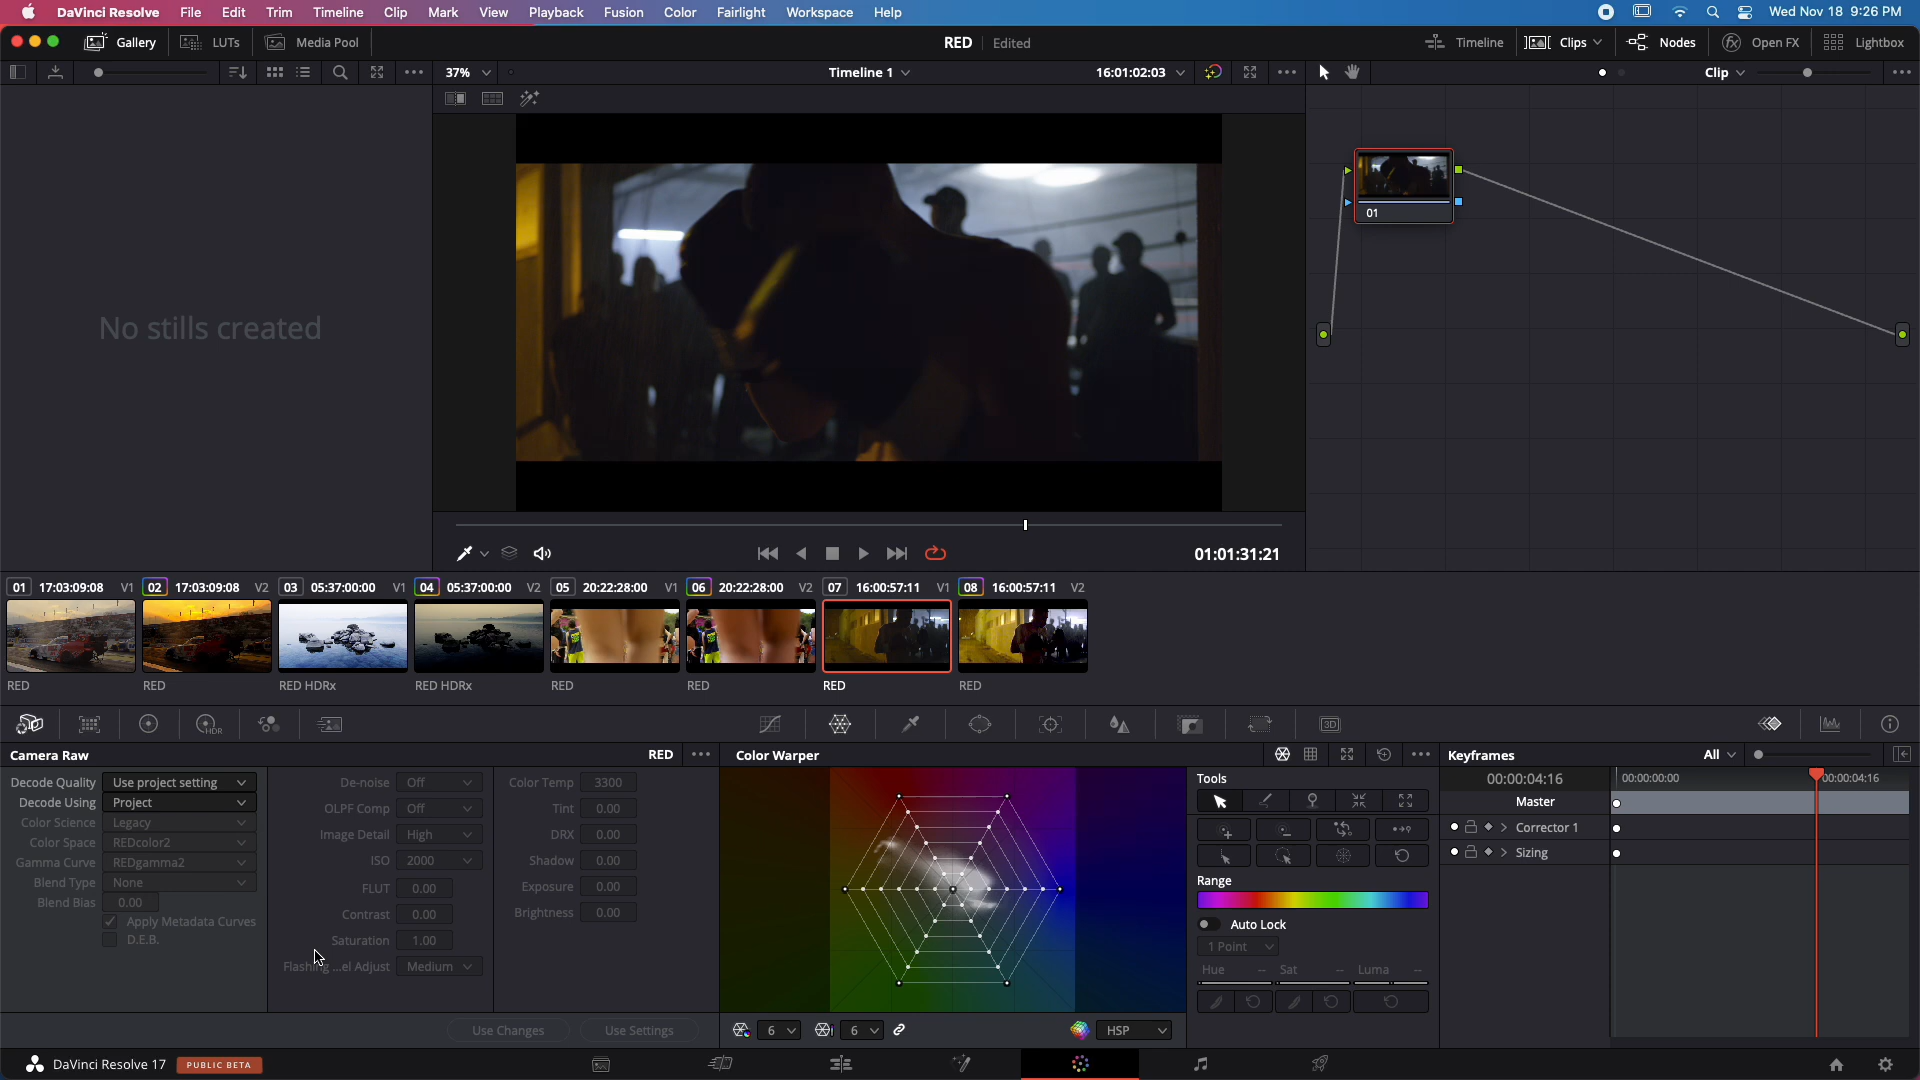 DaVinci Resolve File Edit Trim Timeline Clip Mark View Playback Fusion Color Fairlight Workspace Help Wed Nov 18 9:26 PM
Gallery LUTs Media Pool RED Edited Timeline Clips Nodes fx Open FX Lightbox
37% Timeline 1 16:01:02:03 Clip
No stills created
01
01:01:31:21
01 17:03:09:08 V1 02 17:03:09:08 V2 03 05:37:00:00 V1 04 05:37:00:00 V2 05 20:22:28:00 V1 06 20:22:28:00 V2 07 16:00:57:11 V1 08 16:00:57:11 V2
RED RED RED HDRx RED HDRx RED RED RED RED
HDR 3D
Camera Raw RED Color Warper Keyframes All
Decode Quality Use project setting
Decode Using Project
Color Science Legacy
Color Space REDcolor2
Gamma Curve REDgamma2
Blend Type None
Blend Bias 0.00
Apply Metadata Curves
D.E.B.
De-noise Off
OLPF Comp Off
Image Detail High
ISO 2000
FLUT 0.00
Contrast 0.00
Saturation 1.00
Flashing ...el Adjust Medium
Color Temp 3300
Tint 0.00
DRX 0.00
Shadow 0.00
Exposure 0.00
Brightness 0.00
Use Changes Use Settings
6 6 HSP
Tools
Range
Auto Lock
1 Point
Hue -- Sat -- Luma --
00:00:04:16 00:00:00:00 00:00:04:16
Master
Corrector 1
Sizing
DaVinci Resolve 17 PUBLIC BETA